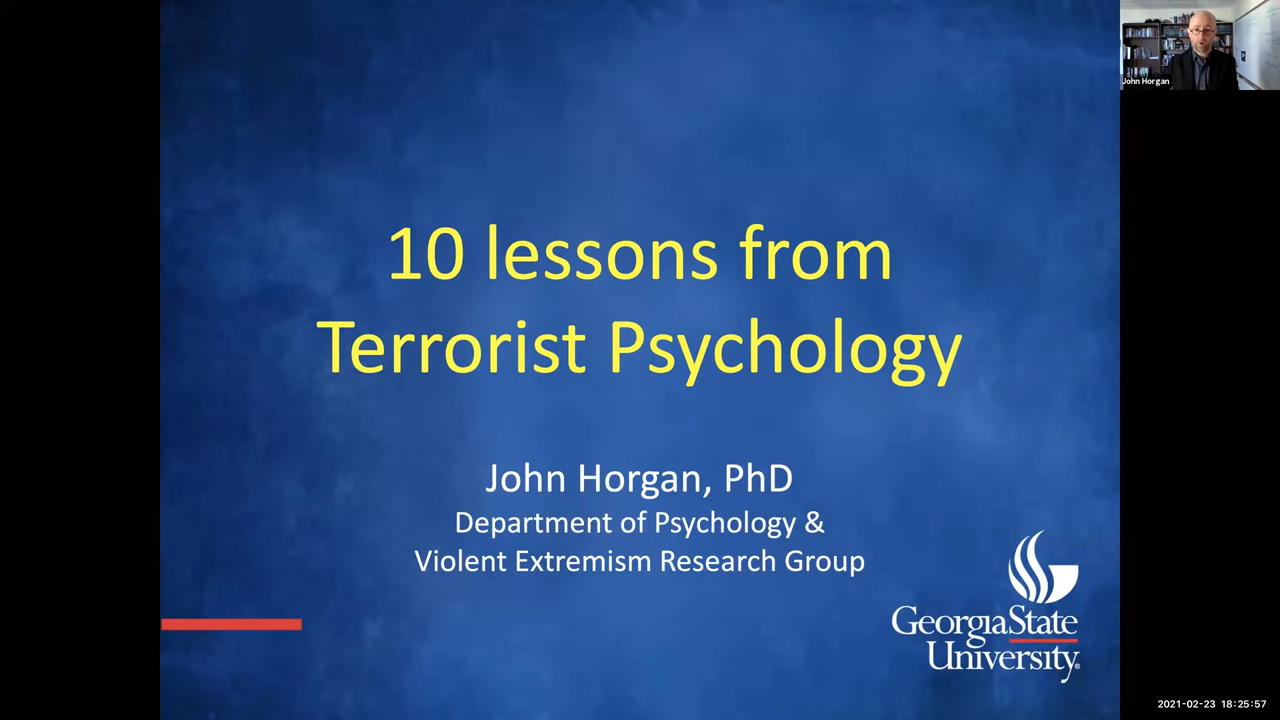 John Horgan
10 lessons from
Terrorist Psychology
John Horgan, PhD
Department of Psychology &
Violent Extremism Research Group
GeorgiaState
University®
2021-02-23 18:25:57